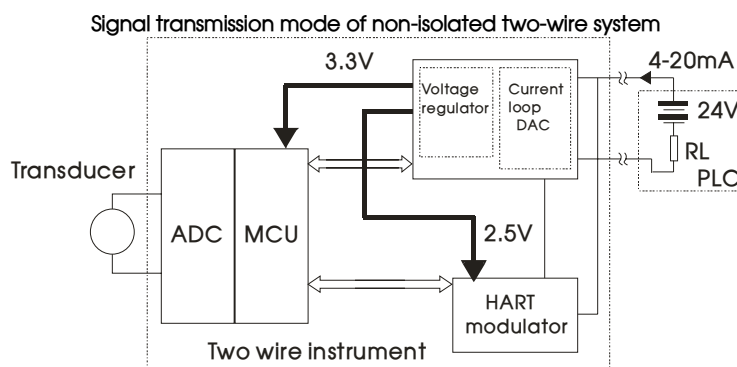 Signal transmission mode of non-isolated two-wire system
3.3V
4-20mA
Voltage
regulator
Current
loop
DAC
24V
RL
PLC
Transducer
ADC
MCU
2.5V
HART
modulator
Two wire instrument